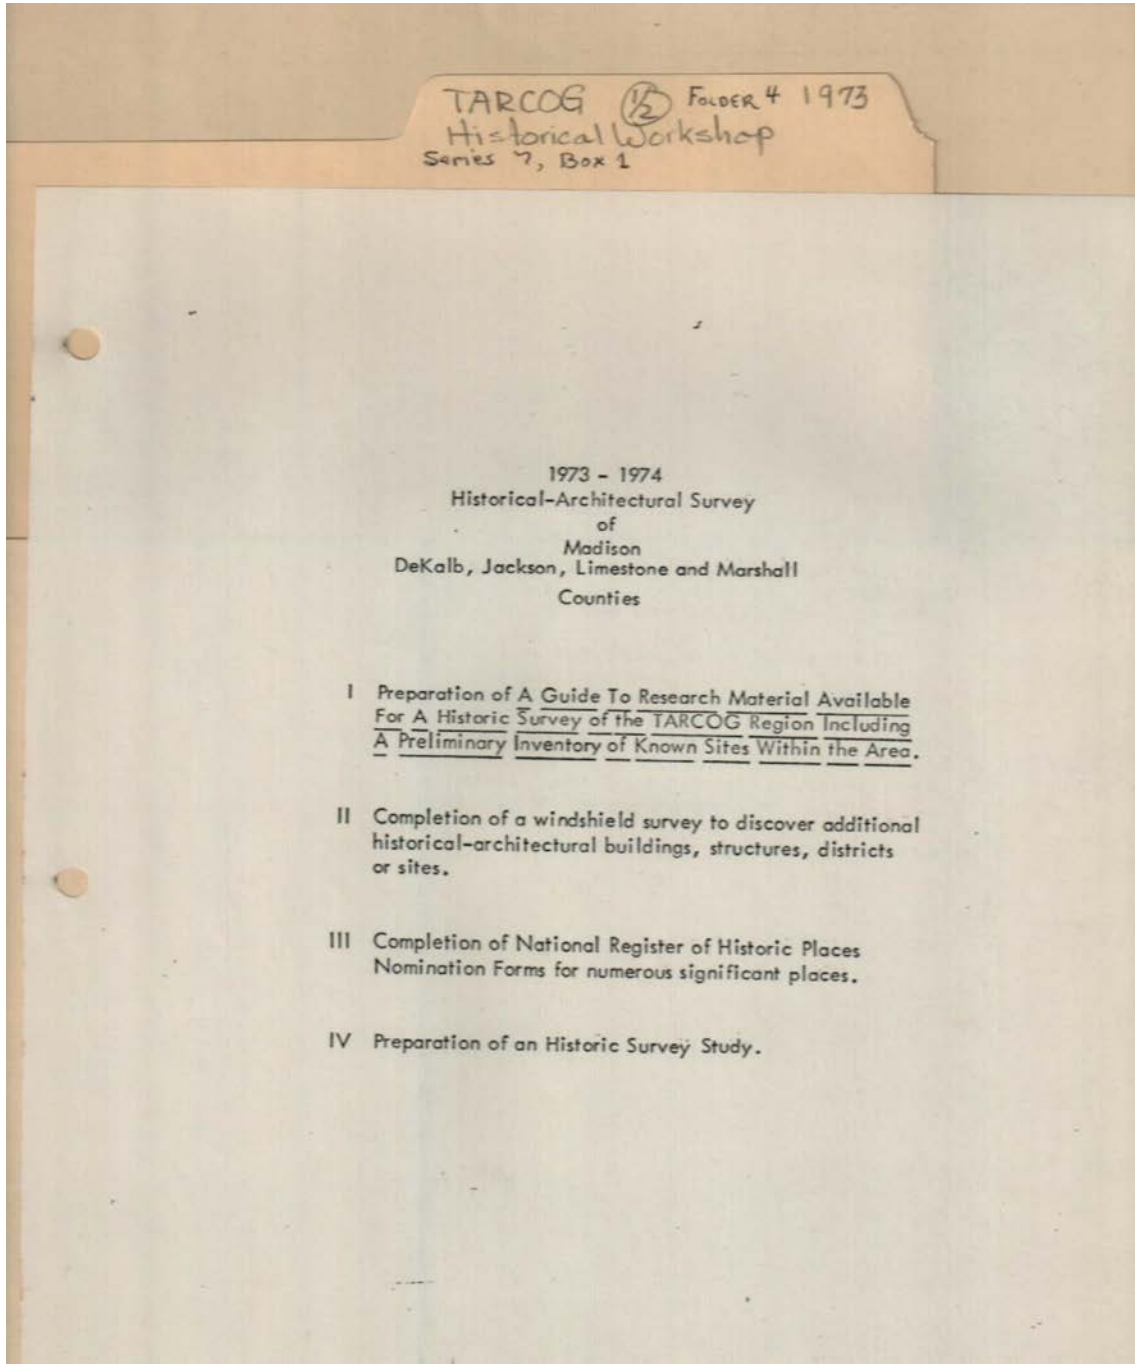 TARCOG 1/2 FOLDER 4 1973
Historical Workshop
Series 7, Box 1
1973 - 1974
Historical-Architectural Survey
of
Madison
DeKalb, Jackson, Limestone and Marshall
Counties
I Preparation of A Guide To Research Material Available
For A Historic Survey of the TARCOG Region Including
A Preliminary Inventory of Known Sites Within the Area.
II Completion of a windshield survey to discover additional
historical-architectural buildings, structures, districts
or sites.
III Completion of National Register of Historic Places
Nomination Forms for numerous significant places.
IV Preparation of an Historic Survey Study.